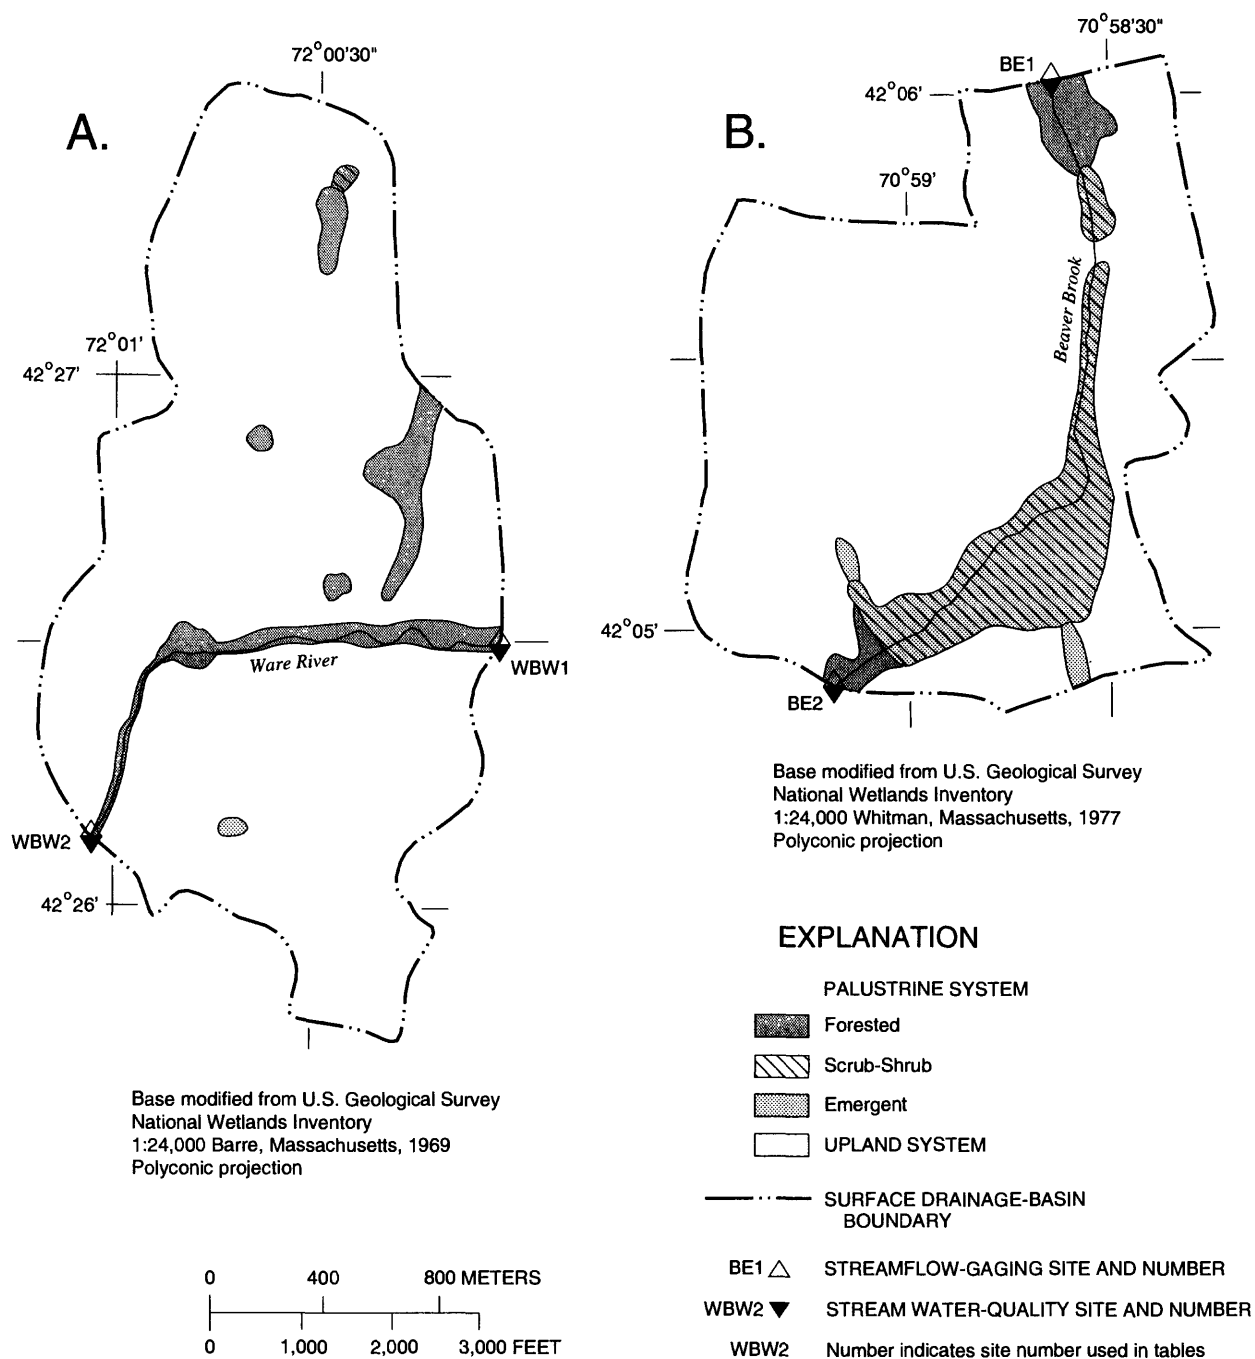 A.
72°00'30"
72°01'
42°27'
Ware River
WBW1
WBW2
42°26'
Base modified from U.S. Geological Survey
National Wetlands Inventory
1:24,000 Barre, Massachusetts, 1969
Polyconic projection
0 400 800 METERS
0 1,000 2,000 3,000 FEET
B.
70°58'30"
BE1
42°06'
70°59'
Beaver Brook
42°05'
BE2
Base modified from U.S. Geological Survey
National Wetlands Inventory
1:24,000 Whitman, Massachusetts, 1977
Polyconic projection
EXPLANATION
PALUSTRINE SYSTEM
Forested
Scrub-Shrub
Emergent
UPLAND SYSTEM
SURFACE DRAINAGE-BASIN
BOUNDARY
BE1 STREAMFLOW-GAGING SITE AND NUMBER
WBW2 STREAM WATER-QUALITY SITE AND NUMBER
WBW2 Number indicates site number used in tables